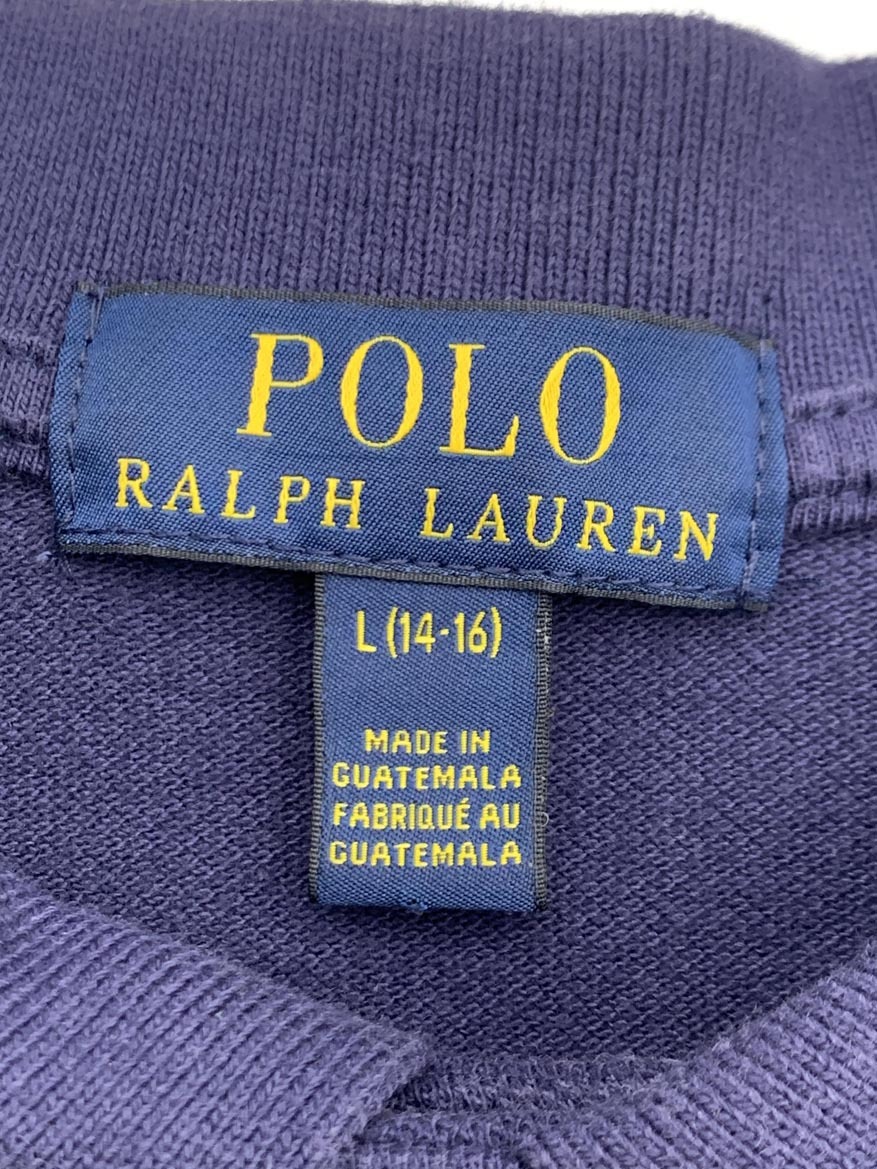 POLO
RALPH LAUREN
L (14-16)
MADE IN
GUATEMALA
FABRIQUÉ AU
GUATEMALA